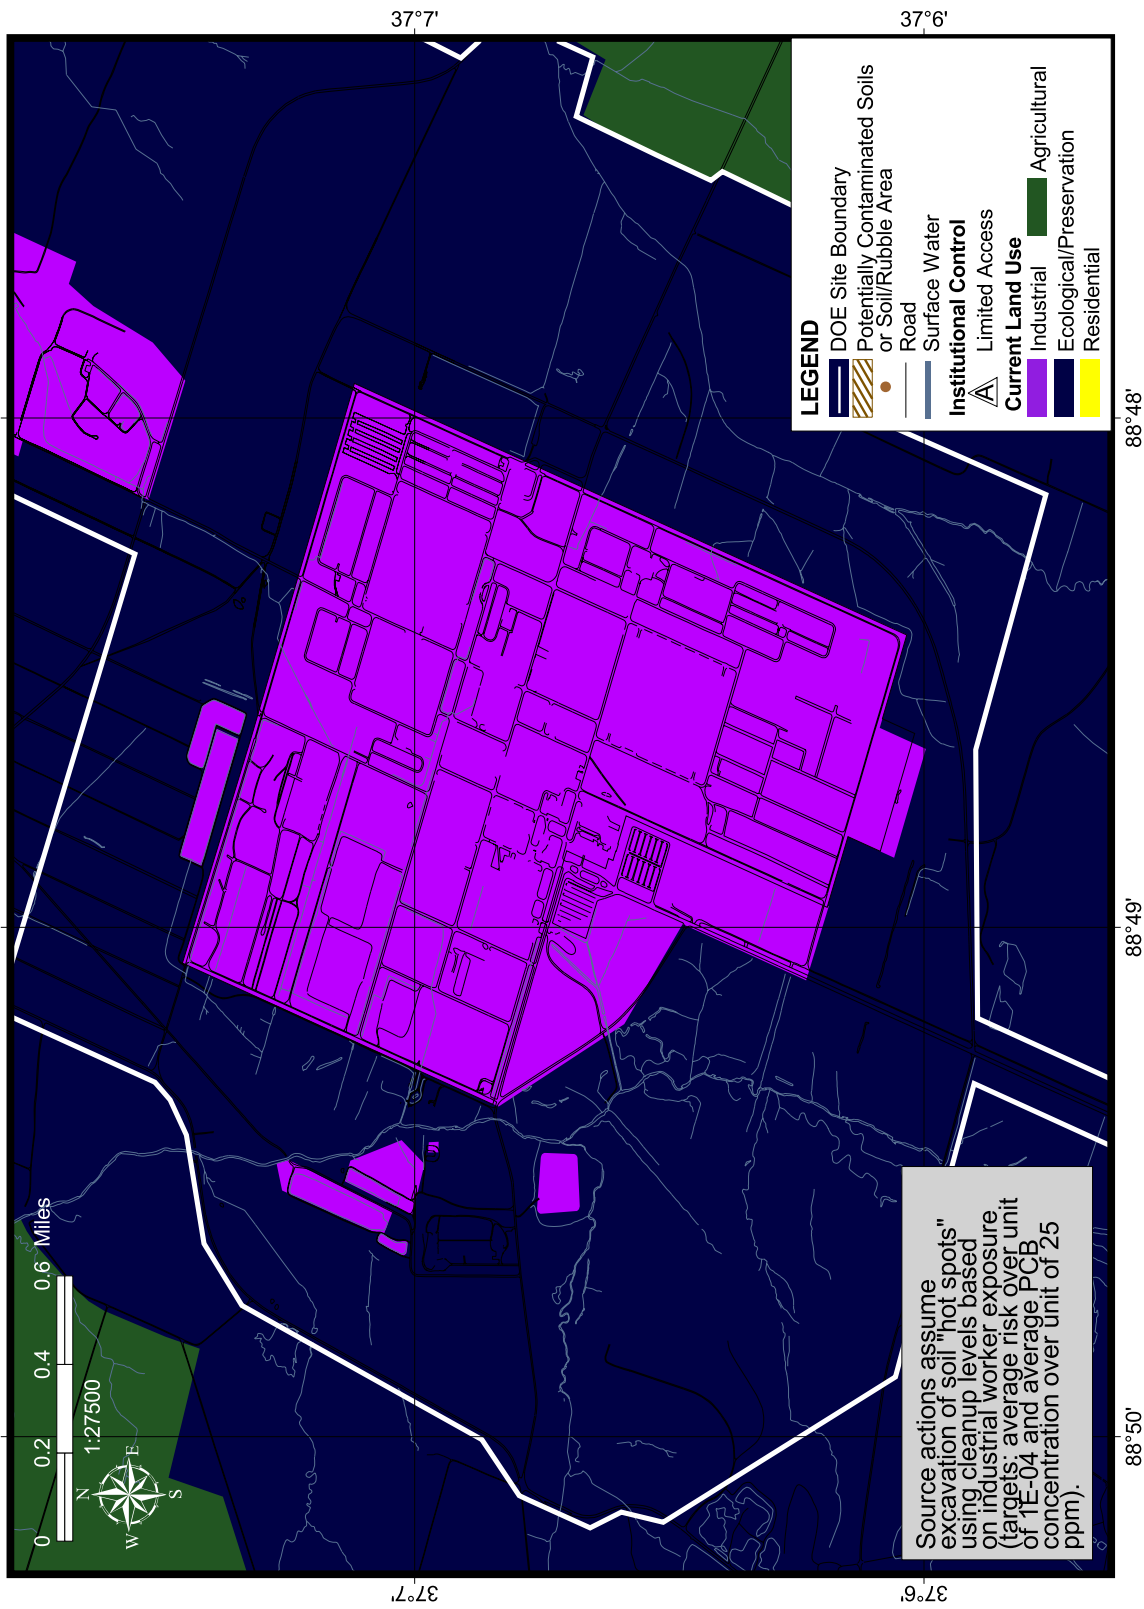 37°7'
37°6'
LEGEND
DOE Site Boundary
Potentially Contaminated Soils
or Soil/Rubble Area
Road
Surface Water
Institutional Control
A
Limited Access
Current Land Use
Industrial
Agricultural
Ecological/Preservation
Residential
88°48'
88°49'
88°50'
0 0.2 0.4 0.6 Miles
1:27500
N
E
S
W
Source actions assume
excavation of soil "hot spots"
using cleanup levels based
on industrial worker exposure
(targets: average risk over unit
of 1E-04 and average PCB
concentration over unit of 25
ppm).
37°7'
37°6'